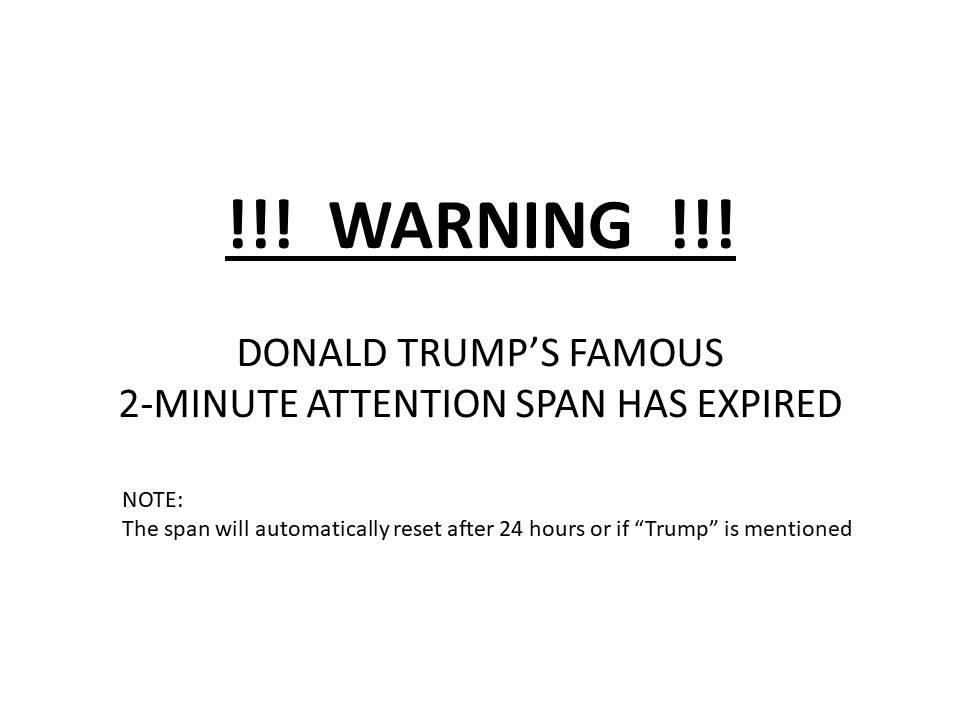 !!! WARNING !!!
DONALD TRUMP’S FAMOUS
2-MINUTE ATTENTION SPAN HAS EXPIRED
NOTE:
The span will automatically reset after 24 hours or if “Trump” is mentioned